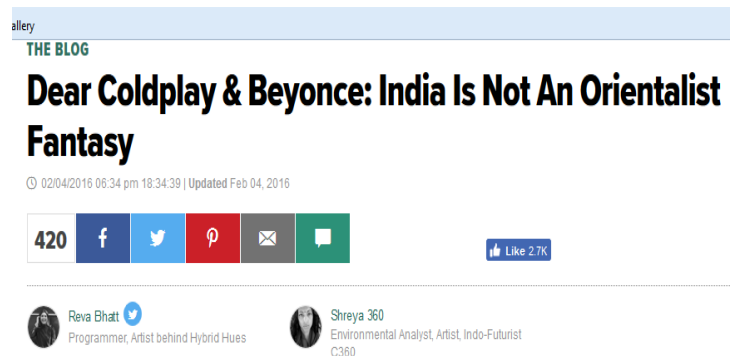 allery
THE BLOG
Dear Coldplay & Beyonce: India Is Not An Orientalist
Fantasy
02/04/2016 06:34 pm 18:34:39 | Updated Feb 04, 2016
420
Like 2.7K
Reva Bhatt
Programmer, Artist behind Hybrid Hues
Shreya 360
Environmental Analyst, Artist, Indo-Futurist
C360